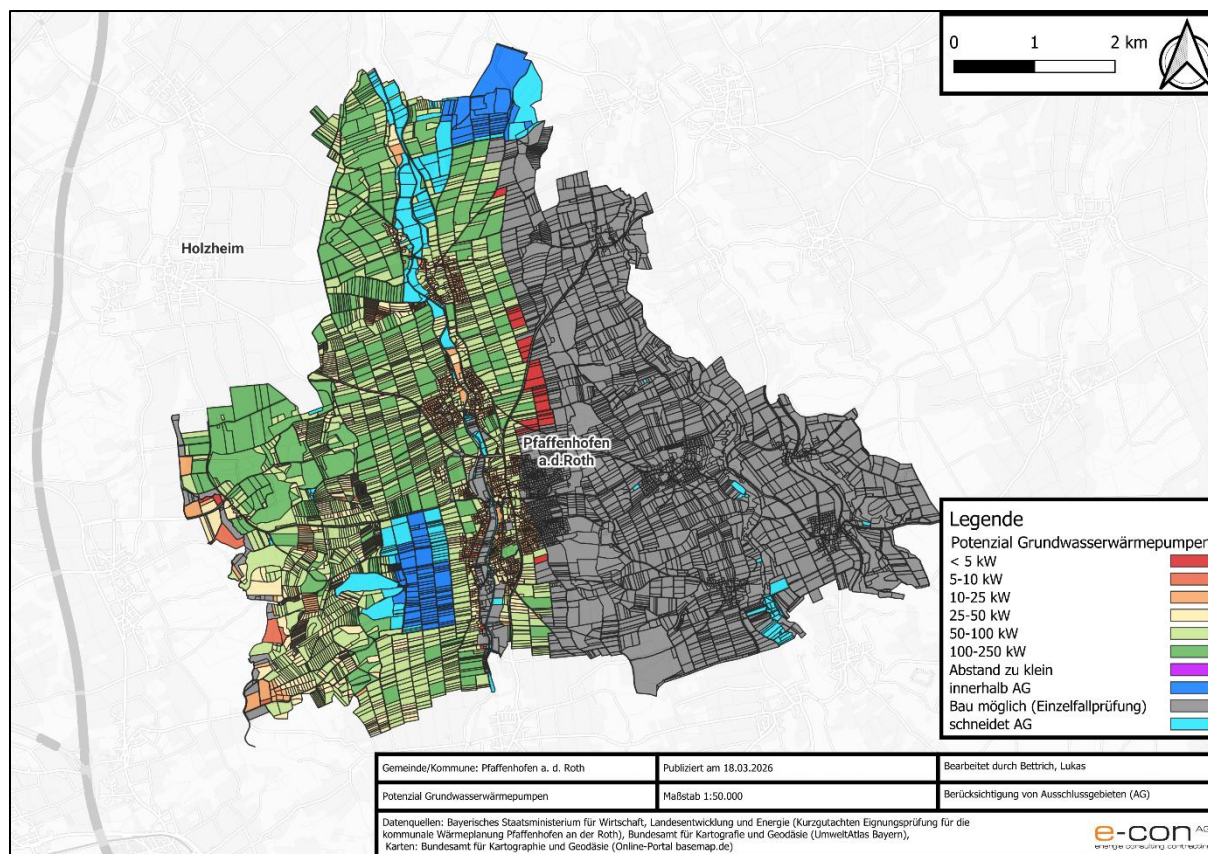 0 1 2 km
Holzheim
Pfaffenhofen
a.d.Roth
Legende
Potenzial Grundwasserwärmepumpen
< 5 kW
5-10 kW
10-25 kW
25-50 kW
50-100 kW
100-250 kW
Abstand zu klein
innerhalb AG
Bau möglich (Einzelfallprüfung)
schneidet AG
Gemeinde/Kommune: Pfaffenhofen a. d. Roth
Publiziert am 18.03.2026
Bearbeitet durch Bettrich, Lukas
Potenzial Grundwasserwärmepumpen
Maßstab 1:50.000
Berücksichtigung von Ausschlussgebieten (AG)
Datenquellen: Bayerisches Staatsministerium für Wirtschaft, Landesentwicklung und Energie (Kurzgutachten Eignungsprüfung für die
kommunale Wärmeplanung Pfaffenhofen an der Roth), Bundesamt für Kartografie und Geodäsie (UmweltAtlas Bayern),
Karten: Bundesamt für Kartographie und Geodäsie (Online-Portal basemap.de)
e-con AG
energie consulting contracting